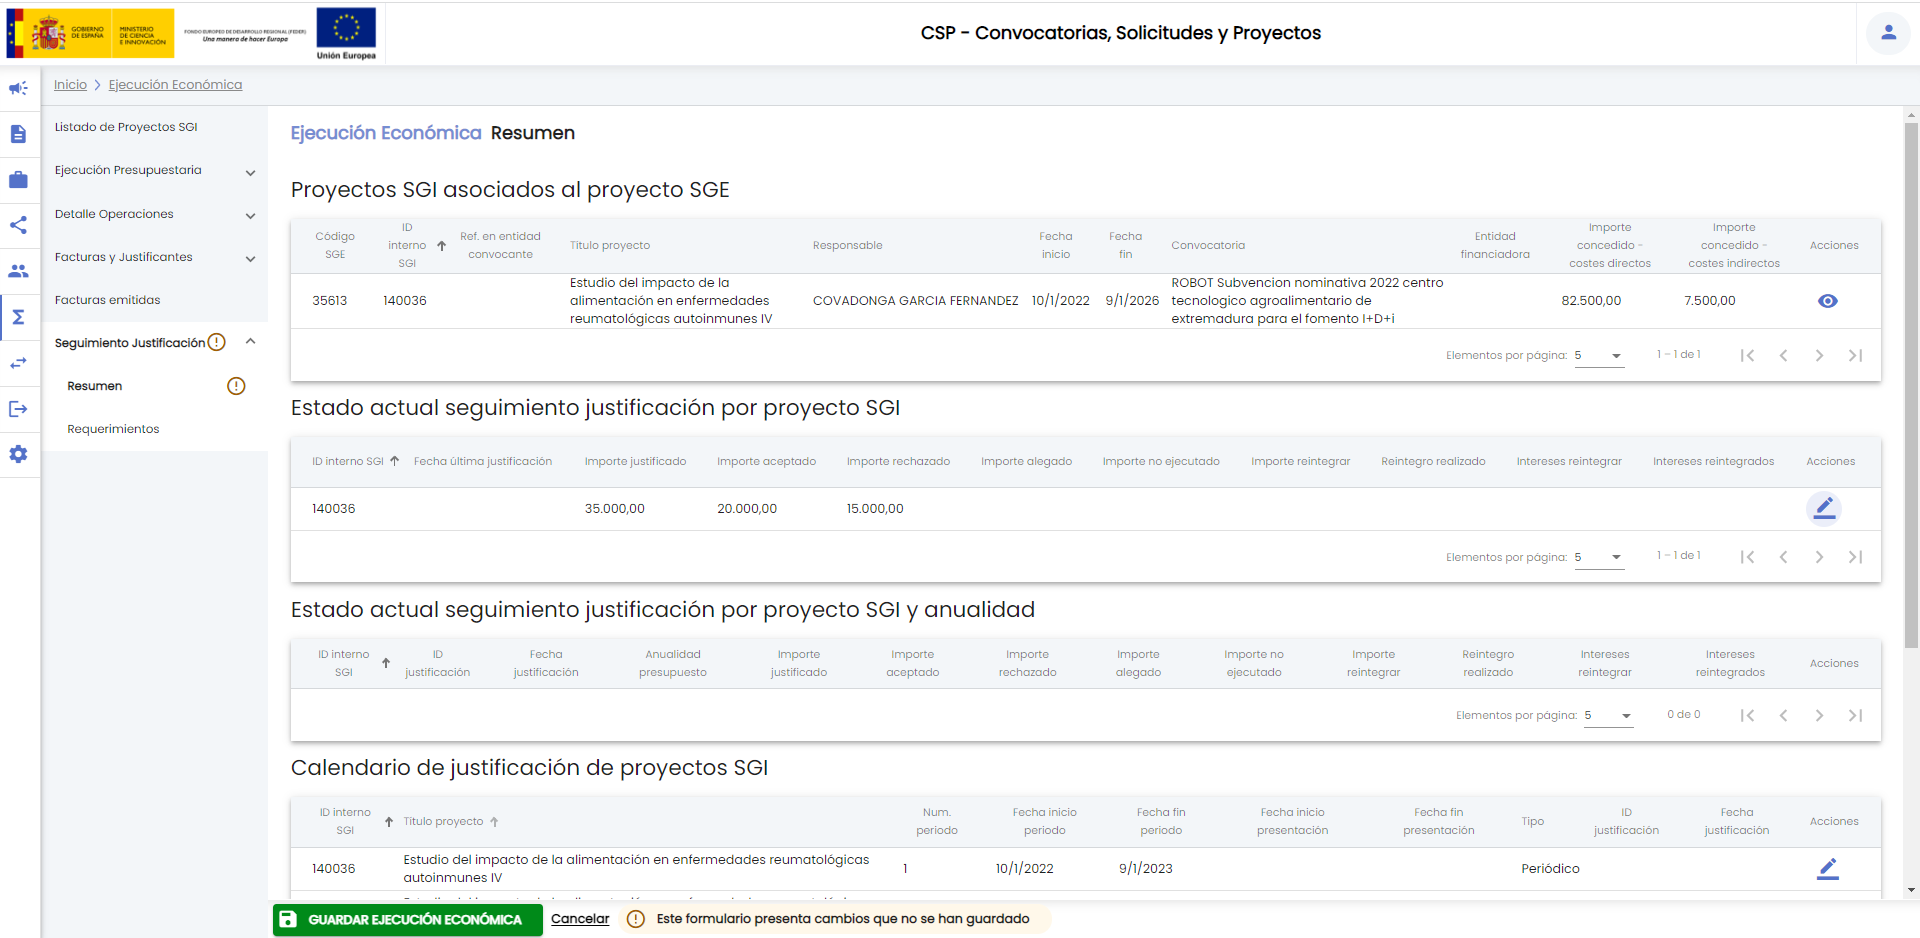 GOBIERNO
DE ESPAÑA
MINISTERIO
DE CIENCIA
E INNOVACIÓN
FONDO EUROPEO DE DESARROLLO REGIONAL (FEDER)
Una manera de hacer Europa
Unión Europea
CSP - Convocatorias, Solicitudes y Proyectos
Inicio > Ejecución Económica
Listado de Proyectos SGI
Ejecución Presupuestaria
Detalle Operaciones
Facturas y Justificantes
Facturas emitidas
Seguimiento Justificación
Resumen
Requerimientos
Ejecución Económica Resumen
Proyectos SGI asociados al proyecto SGE
Código SGE ID interno SGI Ref. en entidad convocante Título proyecto Responsable Fecha inicio Fecha fin Convocatoria Entidad financiadora Importe concedido - costes directos Importe concedido - costes indirectos Acciones
35613 140036 Estudio del impacto de la alimentación en enfermedades reumatológicas autoinmunes IV COVADONGA GARCIA FERNANDEZ 10/1/2022 9/1/2026 ROBOT Subvencion nominativa 2022 centro tecnologico agroalimentario de extremadura para el fomento I+D+i 82.500,00 7.500,00
Elementos por página: 5 1 – 1 de 1
Estado actual seguimiento justificación por proyecto SGI
ID interno SGI Fecha última justificación Importe justificado Importe aceptado Importe rechazado Importe alegado Importe no ejecutado Importe reintegrar Reintegro realizado Intereses reintegrar Intereses reintegrados Acciones
140036 35.000,00 20.000,00 15.000,00
Elementos por página: 5 1 – 1 de 1
Estado actual seguimiento justificación por proyecto SGI y anualidad
ID interno SGI ID justificación Fecha justificación Anualidad presupuesto Importe justificado Importe aceptado Importe rechazado Importe alegado Importe no ejecutado Importe reintegrar Reintegro realizado Intereses reintegrar Intereses reintegrados Acciones
Elementos por página: 5 0 de 0
Calendario de justificación de proyectos SGI
ID interno SGI Título proyecto Num. periodo Fecha inicio periodo Fecha fin periodo Fecha inicio presentación Fecha fin presentación Tipo ID justificación Fecha justificación Acciones
140036 Estudio del impacto de la alimentación en enfermedades reumatológicas autoinmunes IV 1 10/1/2022 9/1/2023 Periódico
GUARDAR EJECUCIÓN ECONÓMICA Cancelar Este formulario presenta cambios que no se han guardado